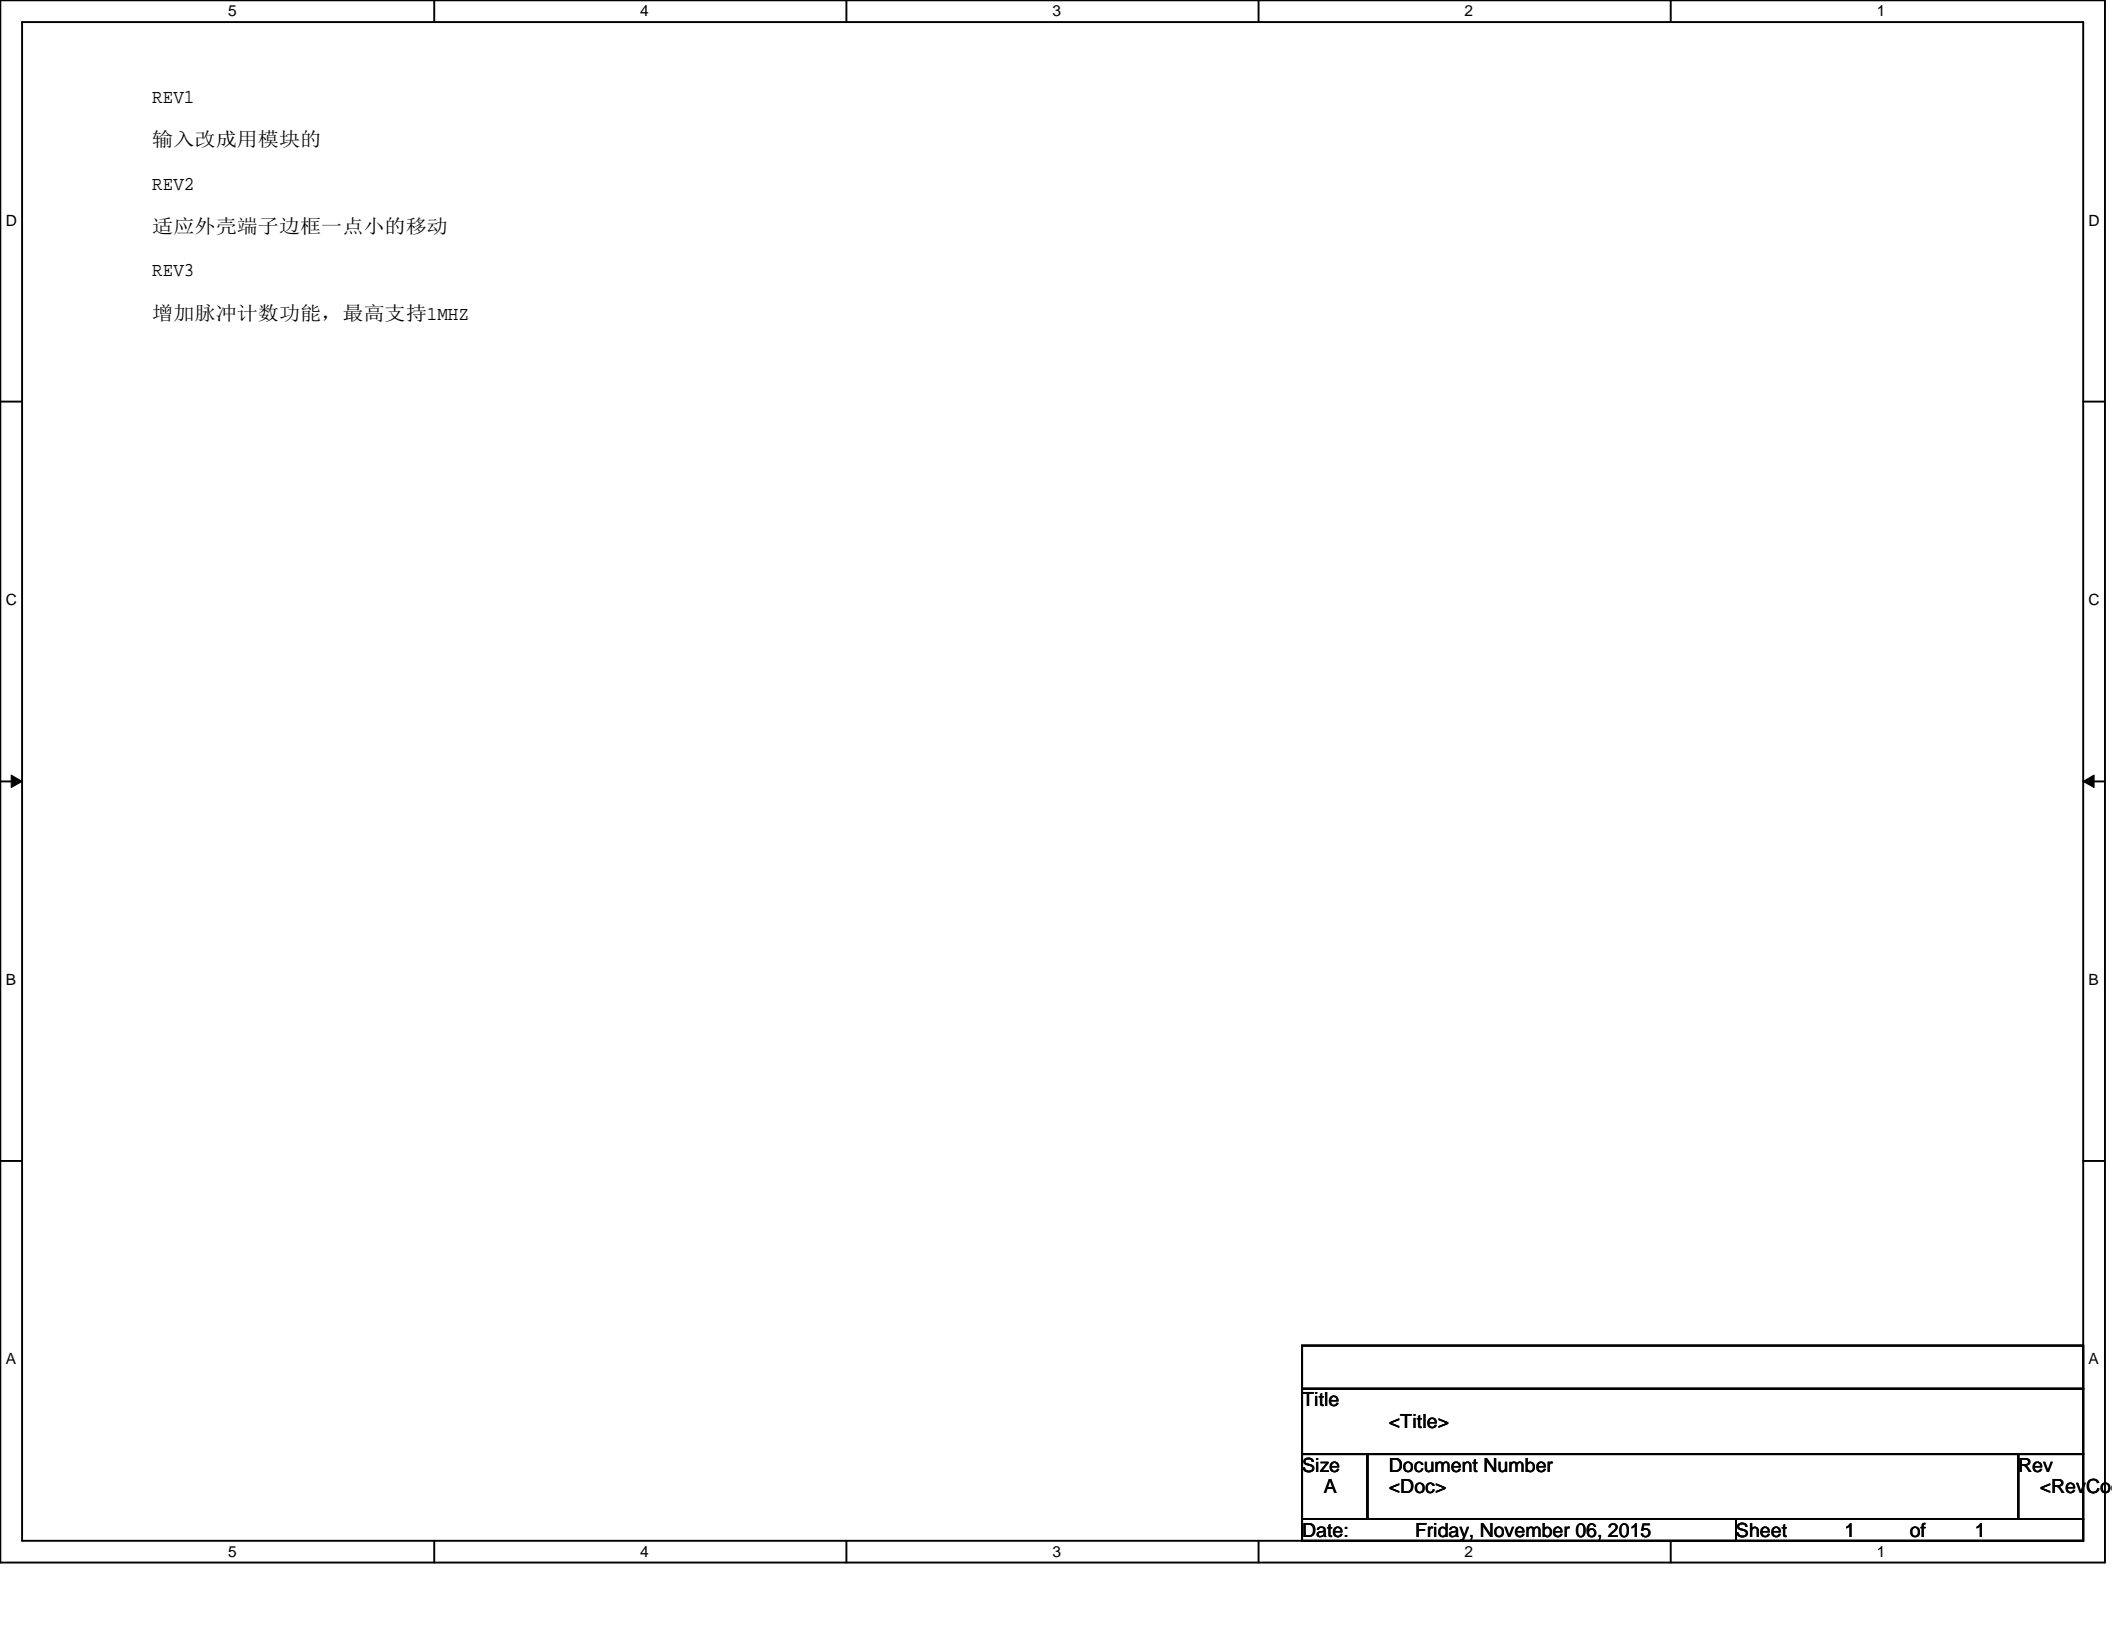 5 4 3 2 1
REV1
输入改成用模块的
REV2
D D
适应外壳端子边框一点小的移动
REV3
增加脉冲计数功能，最高支持1MHZ
C C
B B
A A
Title
<Title>
Size Document Number Rev
A <Doc> <RevCo
Date: Friday, November 06, 2015 Sheet 1 of 1
5 4 3 2 1